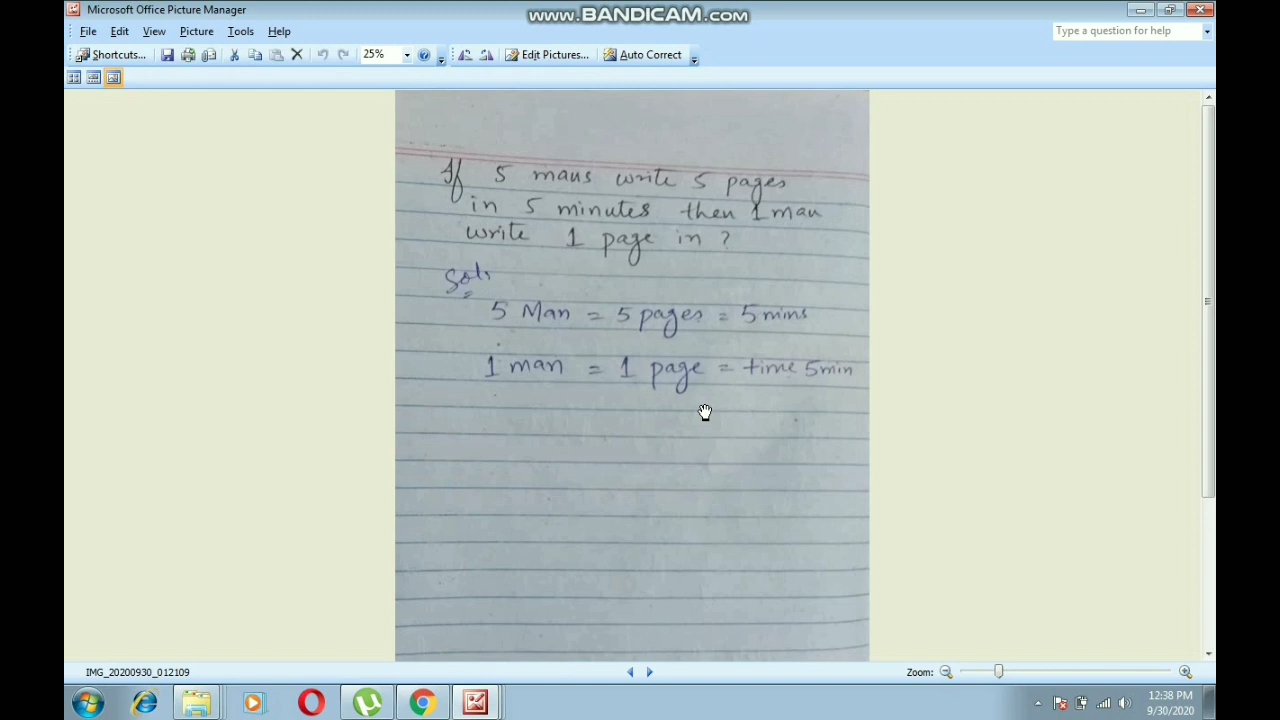 Microsoft Office Picture Manager
www.BANDICAM.com
File Edit View Picture Tools Help
Type a question for help
Shortcuts...
25%
Edit Pictures...
Auto Correct
If 5 mans write 5 pages
in 5 minutes then 1 man
write 1 page in ?
Sol:
5 Man = 5 pages = 5 mins
1 man = 1 page = time 5min
IMG_20200930_012109
Zoom:
12:38 PM
9/30/2020